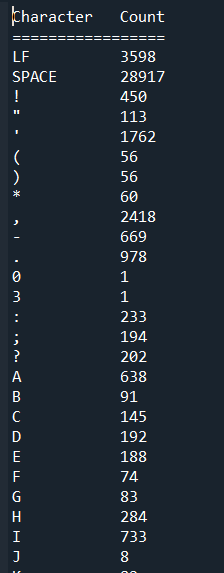 Character Count
=================
LF 3598
SPACE 28917
! 450
" 113
' 1762
( 56
) 56
* 60
, 2418
- 669
. 978
0 1
3 1
: 233
; 194
? 202
A 638
B 91
C 145
D 192
E 188
F 74
G 83
H 284
I 733
J 8